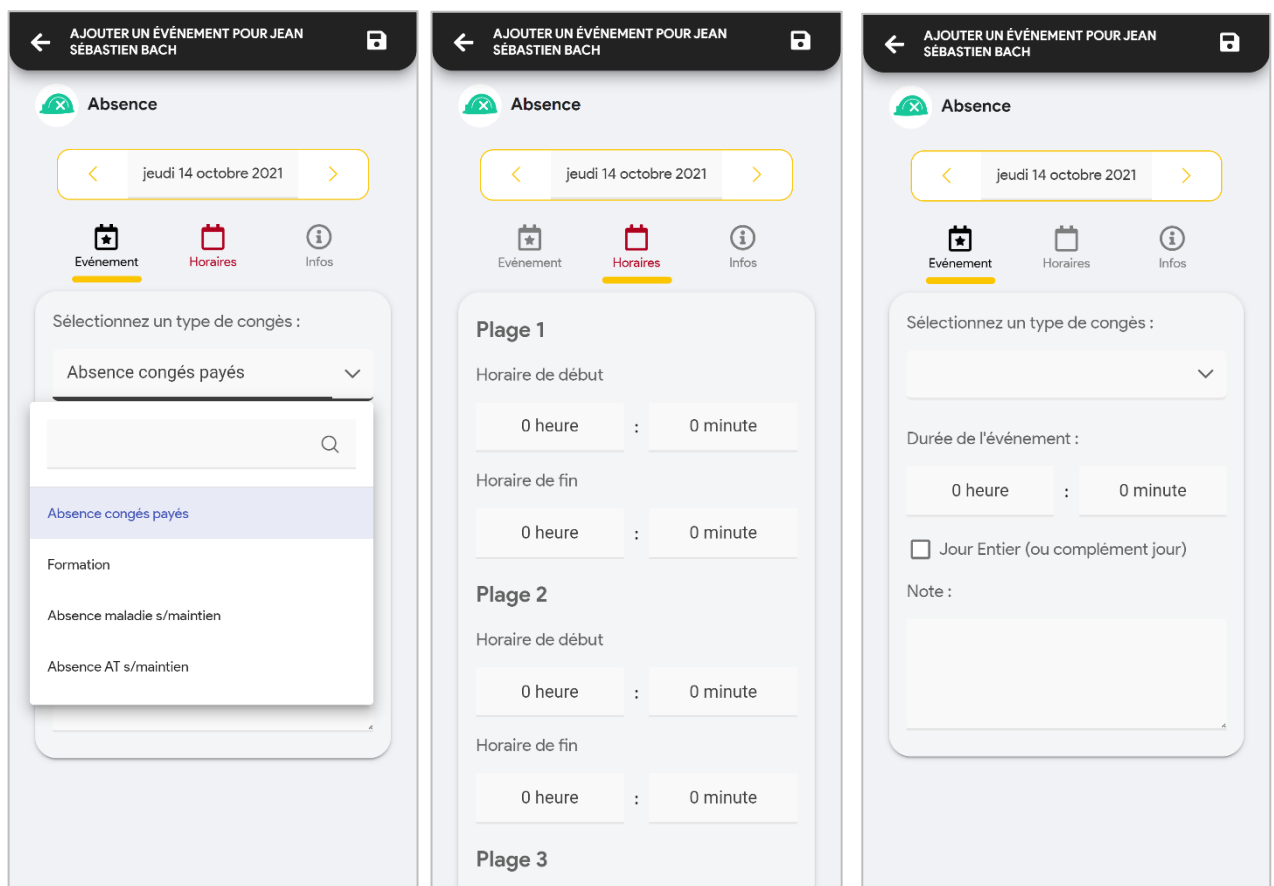 AJOUTER UN ÉVÉNEMENT POUR JEAN
SÉBASTIEN BACH
Absence
jeudi 14 octobre 2021
Evénement
Horaires
Infos
Sélectionnez un type de congès :
Absence congés payés
Absence congés payés
Formation
Absence maladie s/maintien
Absence AT s/maintien
AJOUTER UN ÉVÉNEMENT POUR JEAN
SÉBASTIEN BACH
Absence
jeudi 14 octobre 2021
Evénement
Horaires
Infos
Plage 1
Horaire de début
0 heure : 0 minute
Horaire de fin
0 heure : 0 minute
Plage 2
Horaire de début
0 heure : 0 minute
Horaire de fin
0 heure : 0 minute
Plage 3
AJOUTER UN ÉVÉNEMENT POUR JEAN
SÉBASTIEN BACH
Absence
jeudi 14 octobre 2021
Evénement
Horaires
Infos
Sélectionnez un type de congès :
Durée de l'événement :
0 heure : 0 minute
Jour Entier (ou complément jour)
Note :